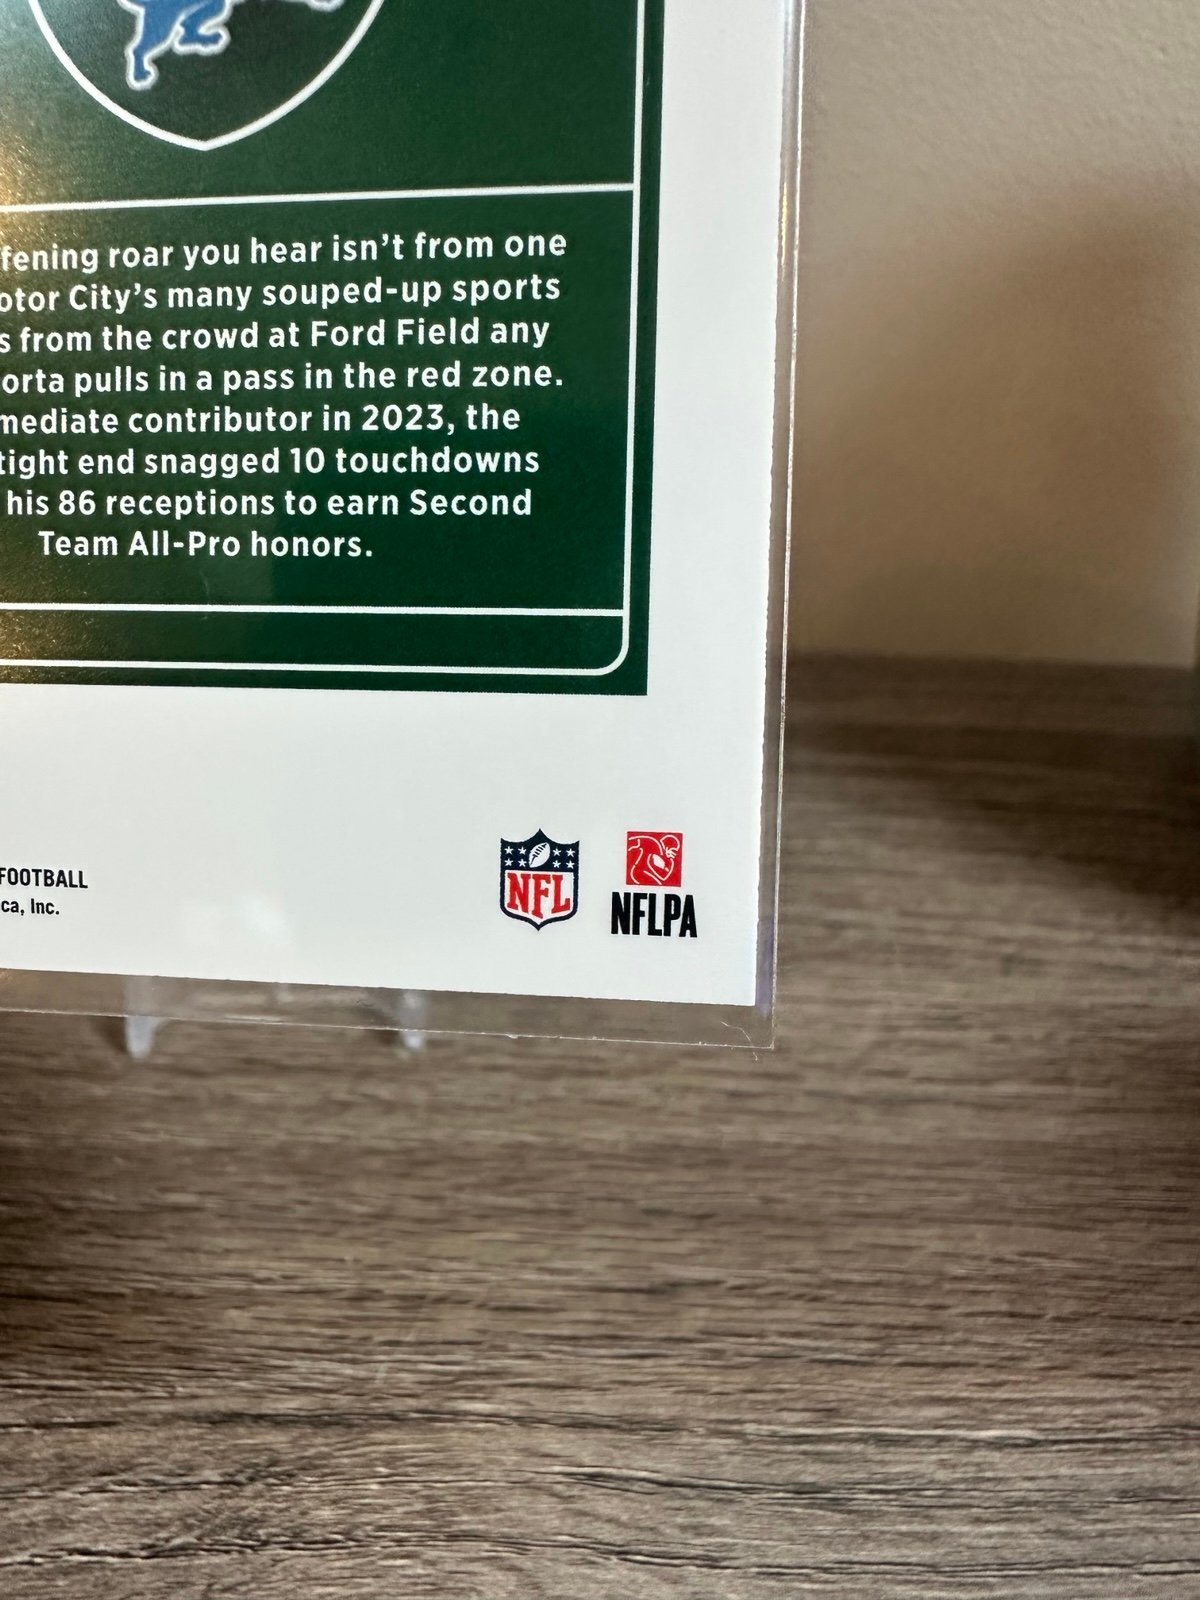 fening roar you hear isn't from one
otor City's many souped-up sports
s from the crowd at Ford Field any
orta pulls in a pass in the red zone.
mediate contributor in 2023, the
tight end snagged 10 touchdowns
his 86 receptions to earn Second
Team All-Pro honors.
FOOTBALL
ca, Inc.
NFL
NFLPA